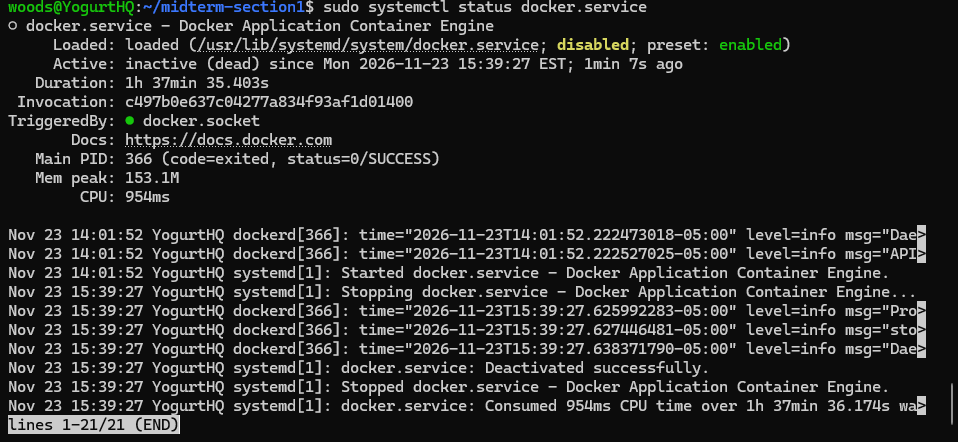 woods@YogurtHQ:~/midterm-section1$ sudo systemctl status docker.service
○ docker.service - Docker Application Container Engine
Loaded: loaded (/usr/lib/systemd/system/docker.service; disabled; preset: enabled)
Active: inactive (dead) since Mon 2026-11-23 15:39:27 EST; 1min 7s ago
Duration: 1h 37min 35.403s
Invocation: c497b0e637c04277a834f93af1d01400
TriggeredBy: ● docker.socket
Docs: https://docs.docker.com
Main PID: 366 (code=exited, status=0/SUCCESS)
Mem peak: 153.1M
CPU: 954ms
Nov 23 14:01:52 YogurtHQ dockerd[366]: time="2026-11-23T14:01:52.222473018-05:00" level=info msg="Dae>
Nov 23 14:01:52 YogurtHQ dockerd[366]: time="2026-11-23T14:01:52.222527025-05:00" level=info msg="API>
Nov 23 14:01:52 YogurtHQ systemd[1]: Started docker.service - Docker Application Container Engine.
Nov 23 15:39:27 YogurtHQ systemd[1]: Stopping docker.service - Docker Application Container Engine...
Nov 23 15:39:27 YogurtHQ dockerd[366]: time="2026-11-23T15:39:27.625992283-05:00" level=info msg="Pro>
Nov 23 15:39:27 YogurtHQ dockerd[366]: time="2026-11-23T15:39:27.627446481-05:00" level=info msg="sto>
Nov 23 15:39:27 YogurtHQ dockerd[366]: time="2026-11-23T15:39:27.638371790-05:00" level=info msg="Dae>
Nov 23 15:39:27 YogurtHQ systemd[1]: docker.service: Deactivated successfully.
Nov 23 15:39:27 YogurtHQ systemd[1]: Stopped docker.service - Docker Application Container Engine.
Nov 23 15:39:27 YogurtHQ systemd[1]: docker.service: Consumed 954ms CPU time over 1h 37min 36.174s wa>
lines 1-21/21 (END)